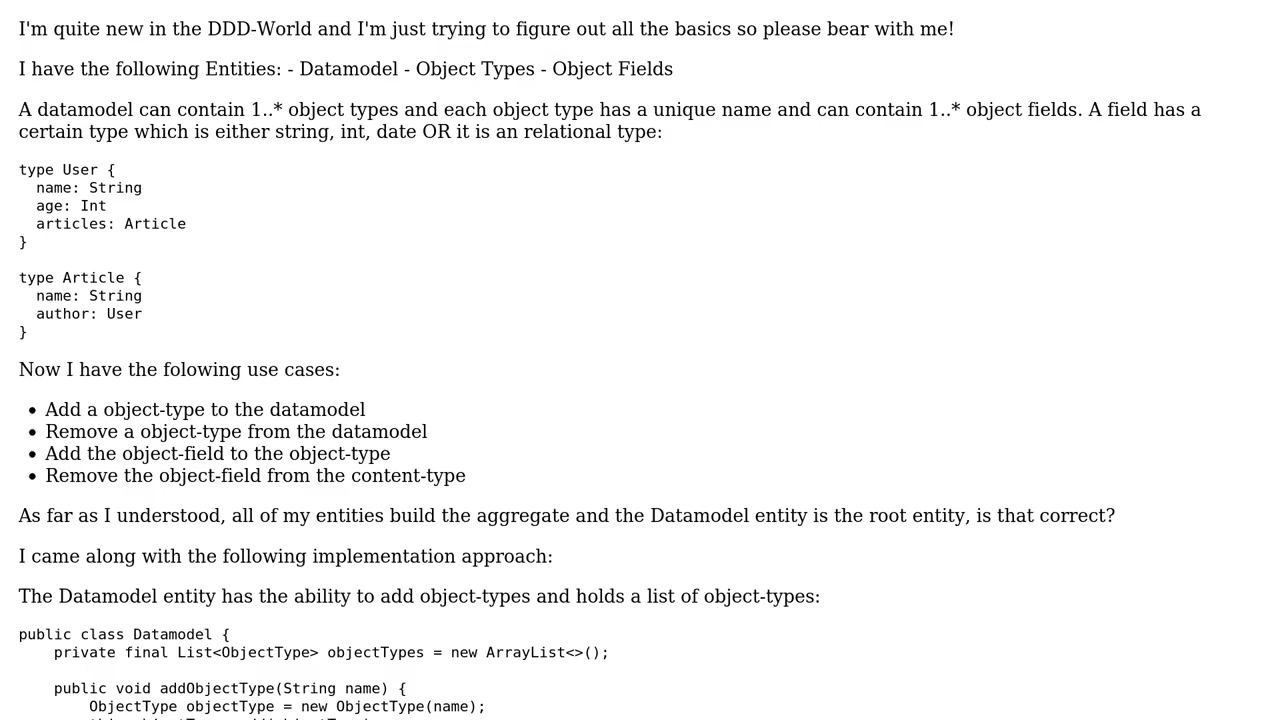 I'm quite new in the DDD-World and I'm just trying to figure out all the basics so please bear with me!
I have the following Entities: - Datamodel - Object Types - Object Fields
A datamodel can contain 1..* object types and each object type has a unique name and can contain 1..* object fields. A field has a
certain type which is either string, int, date OR it is an relational type:
type User {
  name: String
  age: Int
  articles: Article
}
type Article {
  name: String
  author: User
}
Now I have the folowing use cases:
• Add a object-type to the datamodel
• Remove a object-type from the datamodel
• Add the object-field to the object-type
• Remove the object-field from the content-type
As far as I understood, all of my entities build the aggregate and the Datamodel entity is the root entity, is that correct?
I came along with the following implementation approach:
The Datamodel entity has the ability to add object-types and holds a list of object-types:
public class Datamodel {
    private final List<ObjectType> objectTypes = new ArrayList<>();
    public void addObjectType(String name) {
        ObjectType objectType = new ObjectType(name);